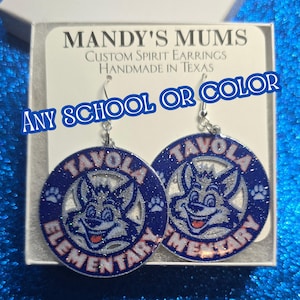 MANDY'S MUMS
CUSTOM SPIRIT EARRINGS
HANDMADE IN TEXAS
ANY SCHOOL OR COLOR
TAVOLA
ELEMENTARY
TAVOLA
ELEMENTARY